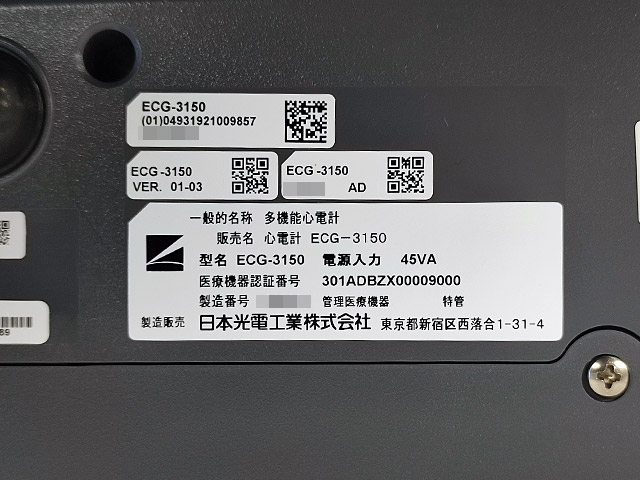 ECG-3150
(01)04931921009857
ECG-3150
VER. 01-03
ECG-3150
AD
一般的名称 多機能心電計
販売名 心電計 ECG-3150
型名 ECG-3150 電源入力 45VA
医療機器認証番号 301ADBZX00009000
製造番号 管理医療機器 特管
製造販売 日本光電工業株式会社 東京都新宿区西落合1-31-4